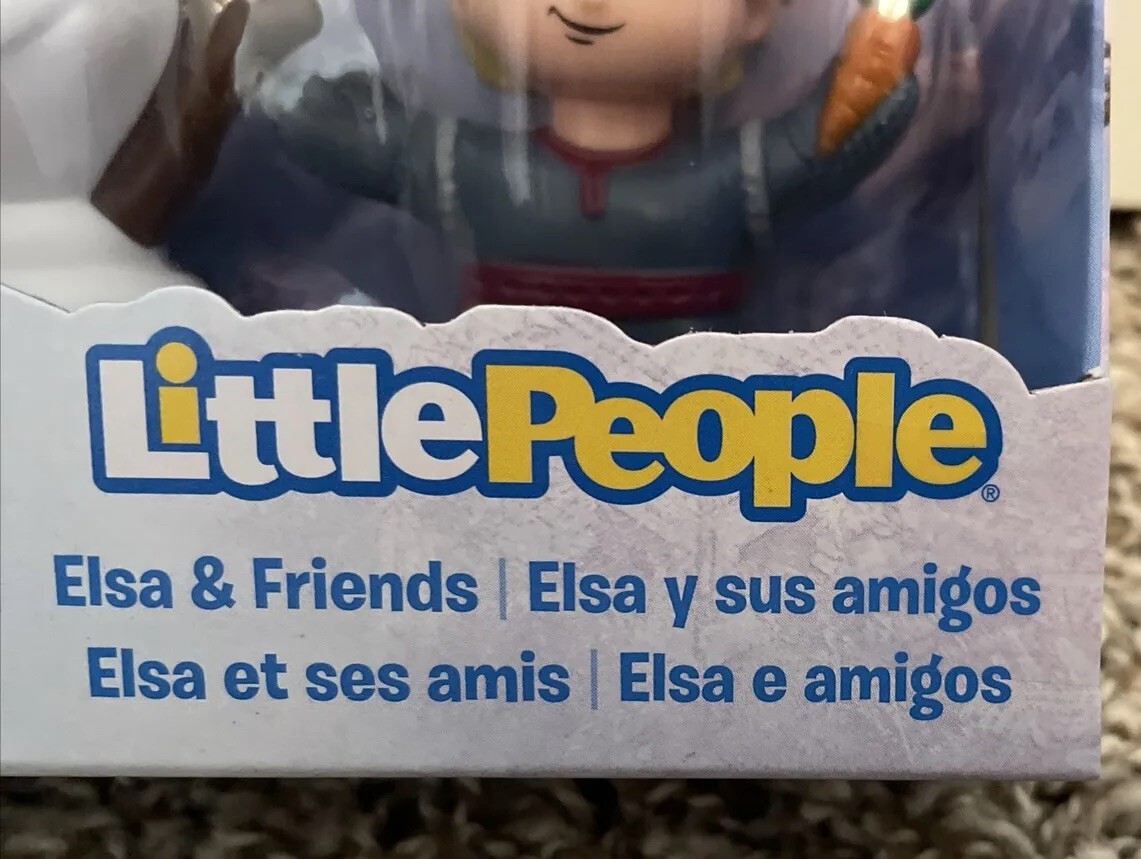 LittlePeople®
Elsa & Friends | Elsa y sus amigos
Elsa et ses amis | Elsa e amigos